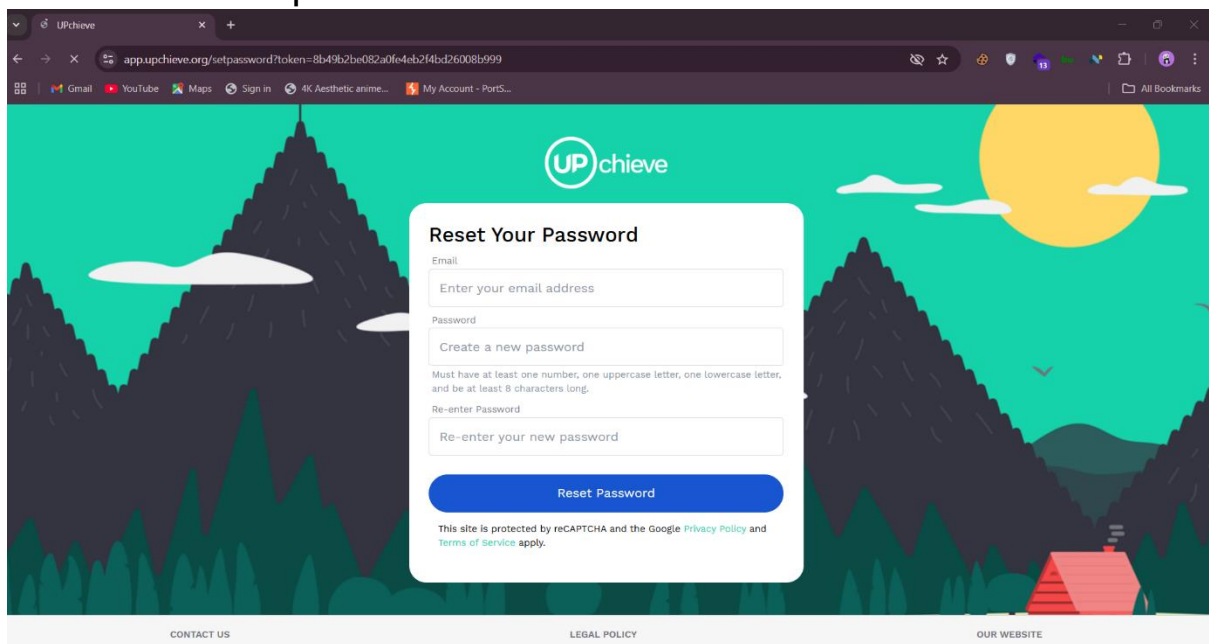 UPchieve
app.upchieve.org/setpassword?token=8b49b2be082a0fe4eb2f4bd26008b999
13
Gmail YouTube Maps Sign in 4K Aesthetic anime... My Account - PortS... All Bookmarks
UPchieve
Reset Your Password
Email
Enter your email address
Password
Create a new password
Must have at least one number, one uppercase letter, one lowercase letter,
and be at least 8 characters long.
Re-enter Password
Re-enter your new password
Reset Password
This site is protected by reCAPTCHA and the Google Privacy Policy and
Terms of Service apply.
CONTACT US LEGAL POLICY OUR WEBSITE